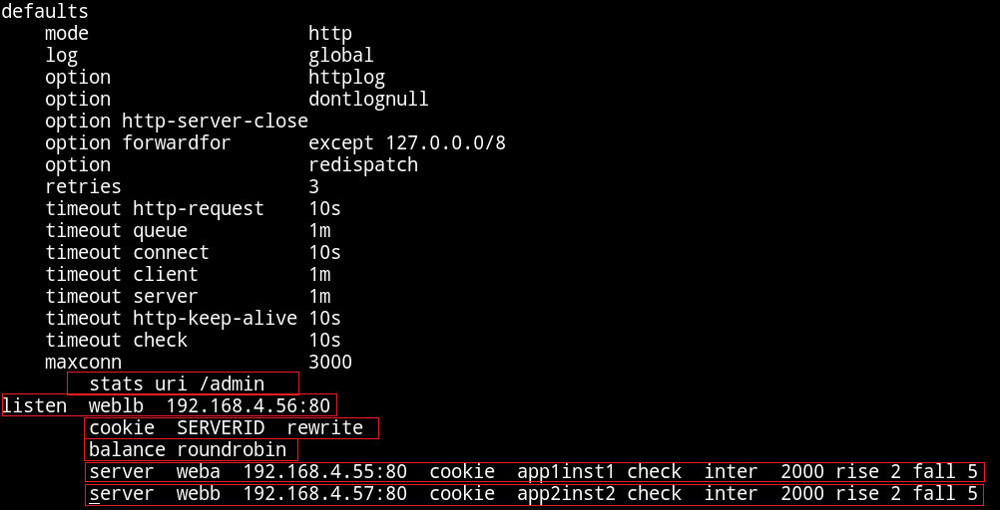 defaults
    mode                    http
    log                     global
    option                  httplog
    option                  dontlognull
    option http-server-close
    option forwardfor       except 127.0.0.0/8
    option                  redispatch
    retries                 3
    timeout http-request    10s
    timeout queue           1m
    timeout connect         10s
    timeout client          1m
    timeout server          1m
    timeout http-keep-alive 10s
    timeout check           10s
    maxconn                 3000
        stats uri /admin
listen  weblb  192.168.4.56:80
        cookie  SERVERID  rewrite
        balance roundrobin
        server  weba  192.168.4.55:80  cookie  app1inst1 check  inter  2000 rise 2 fall 5
        server  webb  192.168.4.57:80  cookie  app2inst2 check  inter  2000 rise 2 fall 5